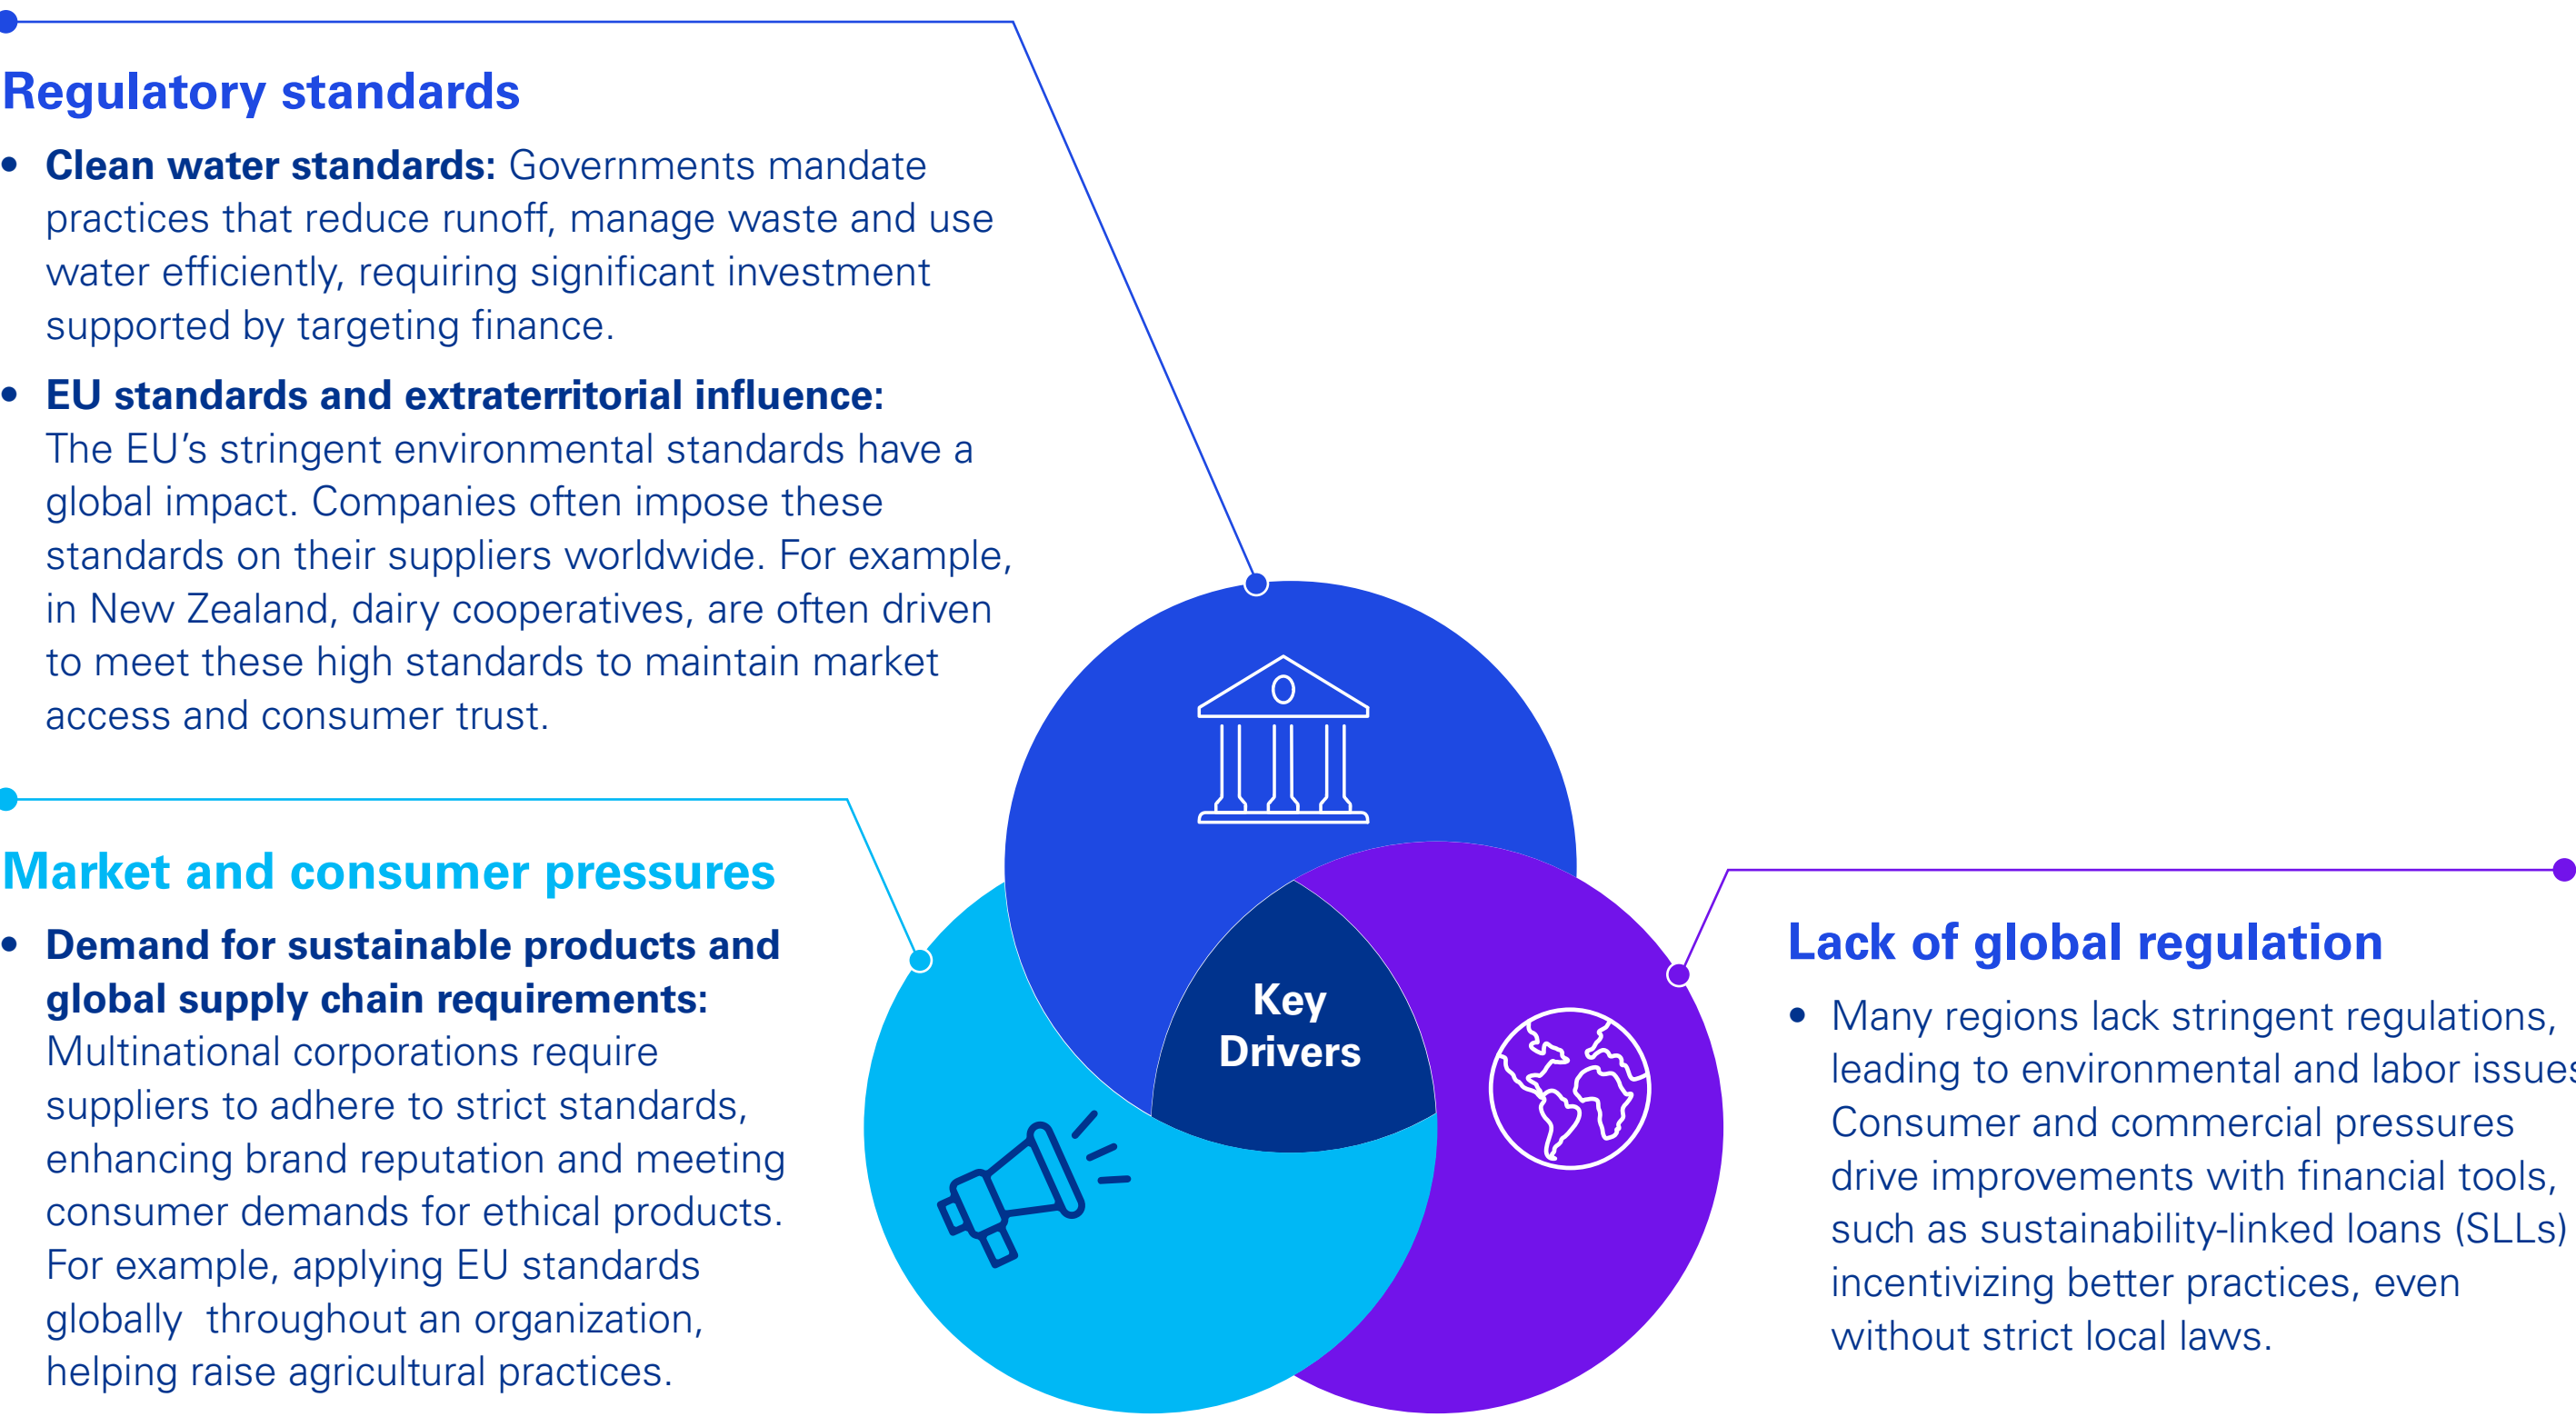 Regulatory standards
• Clean water standards: Governments mandate
practices that reduce runoff, manage waste and use
water efficiently, requiring significant investment
supported by targeting finance.
• EU standards and extraterritorial influence:
The EU’s stringent environmental standards have a
global impact. Companies often impose these
standards on their suppliers worldwide. For example,
in New Zealand, dairy cooperatives, are often driven
to meet these high standards to maintain market
access and consumer trust.
Market and consumer pressures
• Demand for sustainable products and
global supply chain requirements:
Multinational corporations require
suppliers to adhere to strict standards,
enhancing brand reputation and meeting
consumer demands for ethical products.
For example, applying EU standards
globally  throughout an organization,
helping raise agricultural practices.
Key
Drivers
Lack of global regulation
• Many regions lack stringent regulations,
leading to environmental and labor issues
Consumer and commercial pressures
drive improvements with financial tools,
such as sustainability-linked loans (SLLs)
incentivizing better practices, even
without strict local laws.